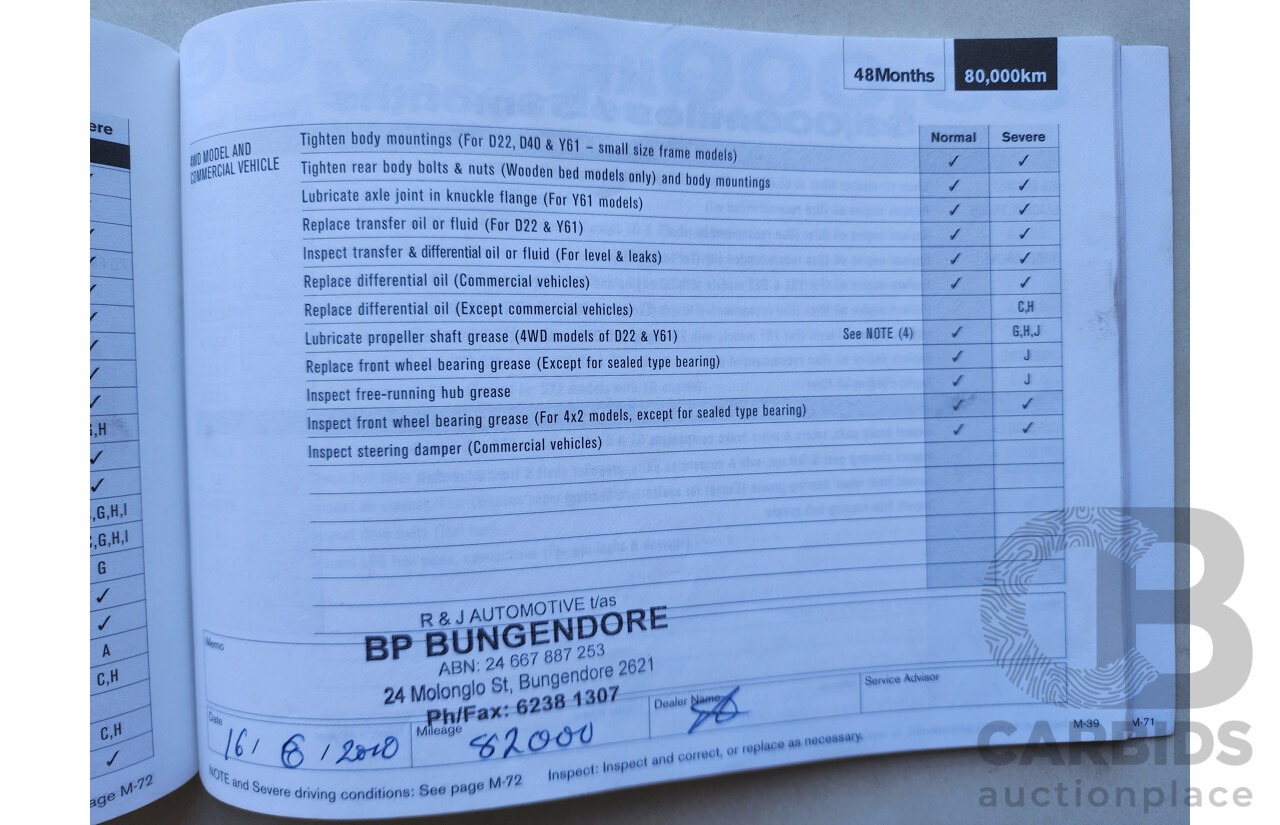 48Months 80,000km
Normal Severe
4WD MODEL AND
COMMERCIAL VEHICLE
Tighten body mountings (For D22, D40 & Y61 – small size frame models) ✓ ✓
Tighten rear body bolts & nuts (Wooden bed models only) and body mountings ✓ ✓
Lubricate axle joint in knuckle flange (For Y61 models) ✓ ✓
Replace transfer oil or fluid (For D22 & Y61) ✓ ✓
Inspect transfer & differential oil or fluid (For level & leaks) ✓ ✓
Replace differential oil (Commercial vehicles) ✓ ✓
Replace differential oil (Except commercial vehicles) C,H
Lubricate propeller shaft grease (4WD models of D22 & Y61) See NOTE (4) ✓ G,H,J
Replace front wheel bearing grease (Except for sealed type bearing) ✓ J
Inspect free-running hub grease ✓ J
Inspect front wheel bearing grease (For 4x2 models, except for sealed type bearing) ✓ ✓
Inspect steering damper (Commercial vehicles) ✓ ✓
Memo
R & J AUTOMOTIVE t/as
BP BUNGENDORE
ABN: 24 667 887 253
24 Molonglo St, Bungendore 2621
Ph/Fax: 6238 1307
Date 16/ 8 / 2010
Mileage 82000
Dealer Name
Service Advisor
NOTE and Severe driving conditions: See page M-72 Inspect: Inspect and correct, or replace as necessary.
M-39 M-71
G,H
G,H,I
G,H,I
G
A
C,H
C,H
M-72
CARBIDS
auctionplace